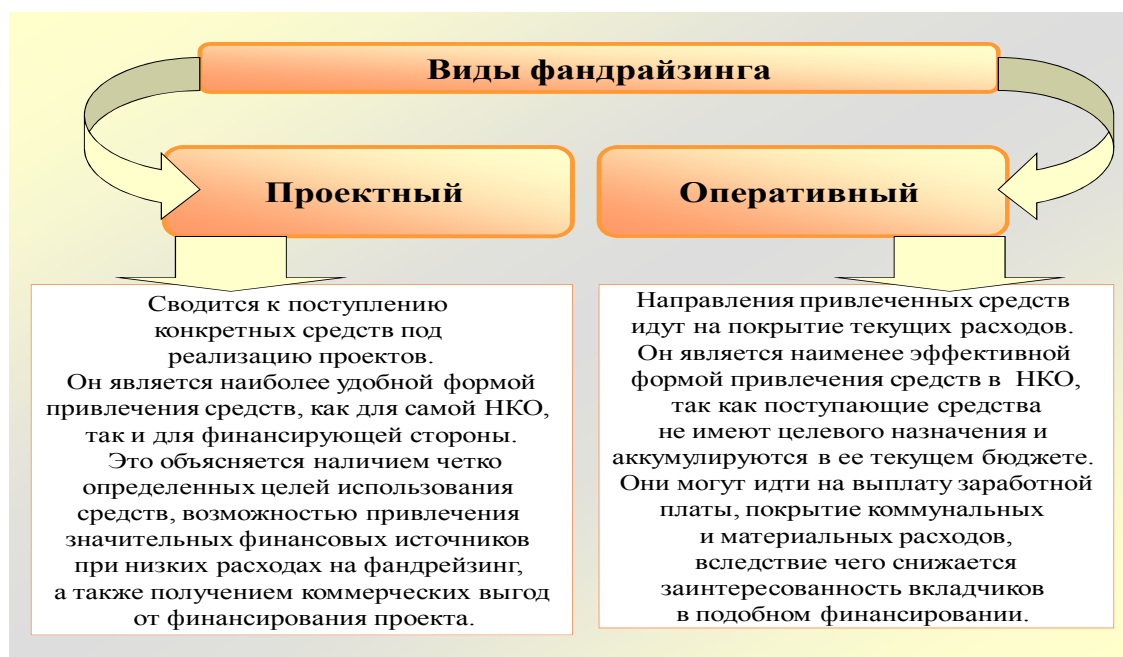 Виды фандрайзинга
Проектный
Оперативный
Сводится к поступлению
конкретных средств под
реализацию проектов.
Он является наиболее удобной формой
привлечения средств, как для самой НКО,
так и для финансирующей стороны.
Это объясняется наличием четко
определенных целей использования
средств, возможностью привлечения
значительных финансовых источников
при низких расходах на фандрейзинг,
а также получением коммерческих выгод
от финансирования проекта.
Направления привлеченных средств
идут на покрытие текущих расходов.
Он является наименее эффективной
формой привлечения средств в НКО,
так как поступающие средства
не имеют целевого назначения и
аккумулируются в ее текущем бюджете.
Они могут идти на выплату заработной
платы, покрытие коммунальных
и материальных расходов,
вследствие чего снижается
заинтересованность вкладчиков
в подобном финансировании.